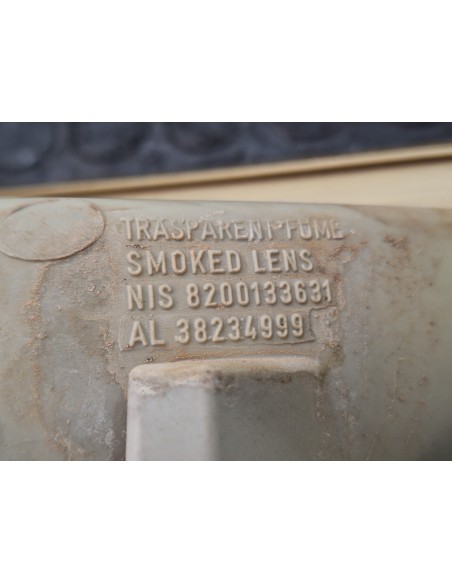 TRASPARENT FUME
SMOKED LENS
NIS 8200133631
AL 38234999